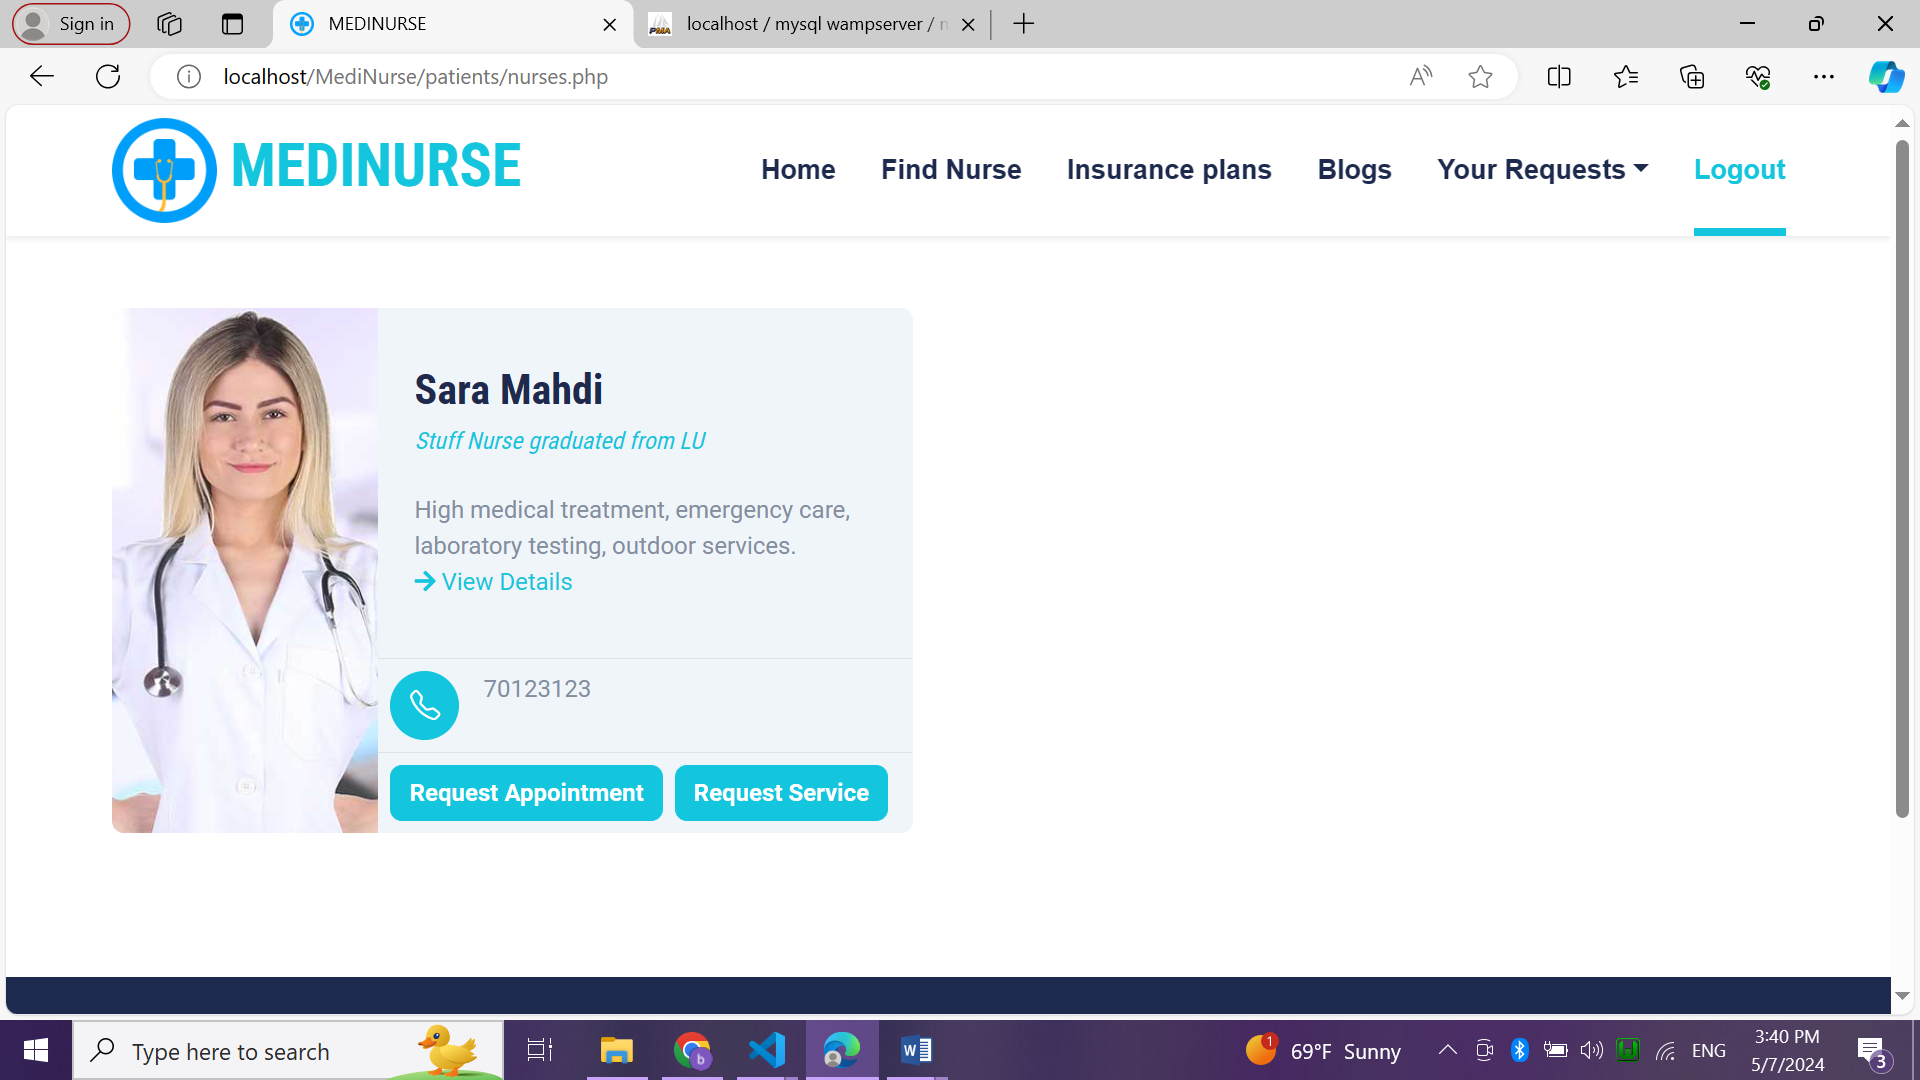 Sign in
MEDINURSE
localhost / mysql wampserver /
localhost/MediNurse/patients/nurses.php
MEDINURSE
Home
Find Nurse
Insurance plans
Blogs
Your Requests
Logout
Sara Mahdi
Stuff Nurse graduated from LU
High medical treatment, emergency care,
laboratory testing, outdoor services.
View Details
70123123
Request Appointment
Request Service
Type here to search
1
69°F Sunny
ENG
3:40 PM
5/7/2024
3